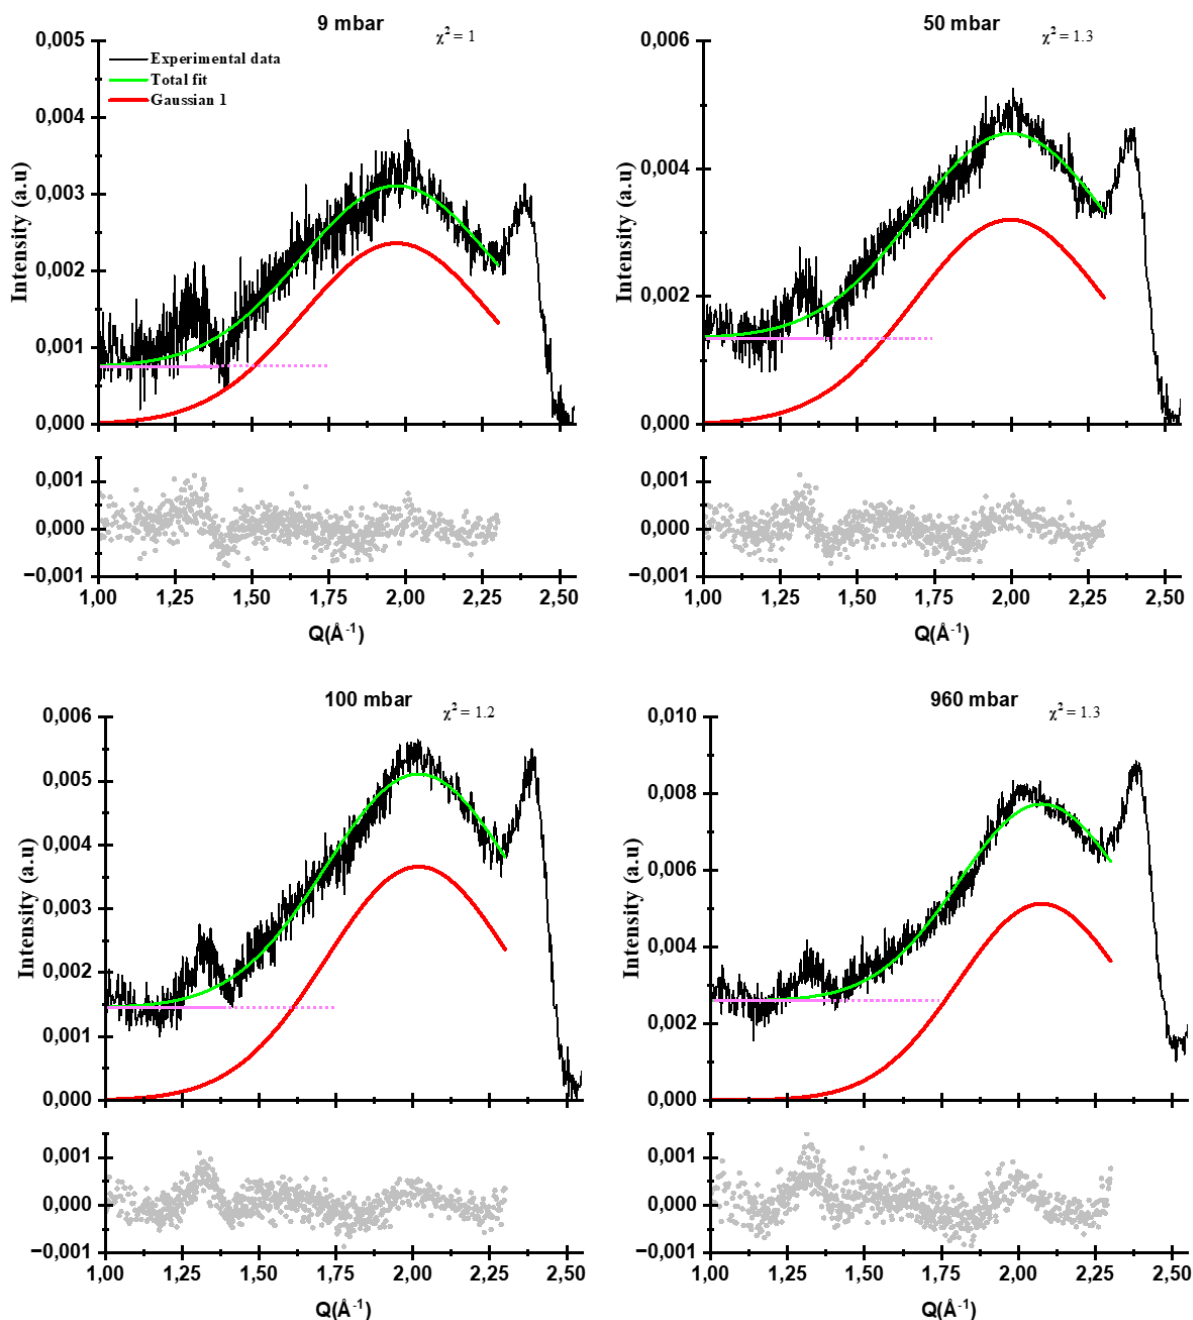 9 mbar
χ² = 1
0,005
0,004
0,003
0,002
0,001
0,000
Intensity (a.u)
Experimental data
Total fit
Gaussian 1
0,001
0,000
−0,001
1,00 1,25 1,50 1,75 2,00 2,25 2,50
Q(Å⁻¹)
50 mbar
χ² = 1.3
0,006
0,004
0,002
0,000
Intensity (a.u)
0,001
0,000
−0,001
1,00 1,25 1,50 1,75 2,00 2,25 2,50
Q(Å⁻¹)
100 mbar
χ² = 1.2
0,006
0,005
0,004
0,003
0,002
0,001
0,000
Intensity (a.u)
0,001
0,000
−0,001
1,00 1,25 1,50 1,75 2,00 2,25 2,50
Q(Å⁻¹)
960 mbar
χ² = 1.3
0,010
0,008
0,006
0,004
0,002
0,000
Intensity (a.u)
0,001
0,000
−0,001
1,00 1,25 1,50 1,75 2,00 2,25 2,50
Q(Å⁻¹)